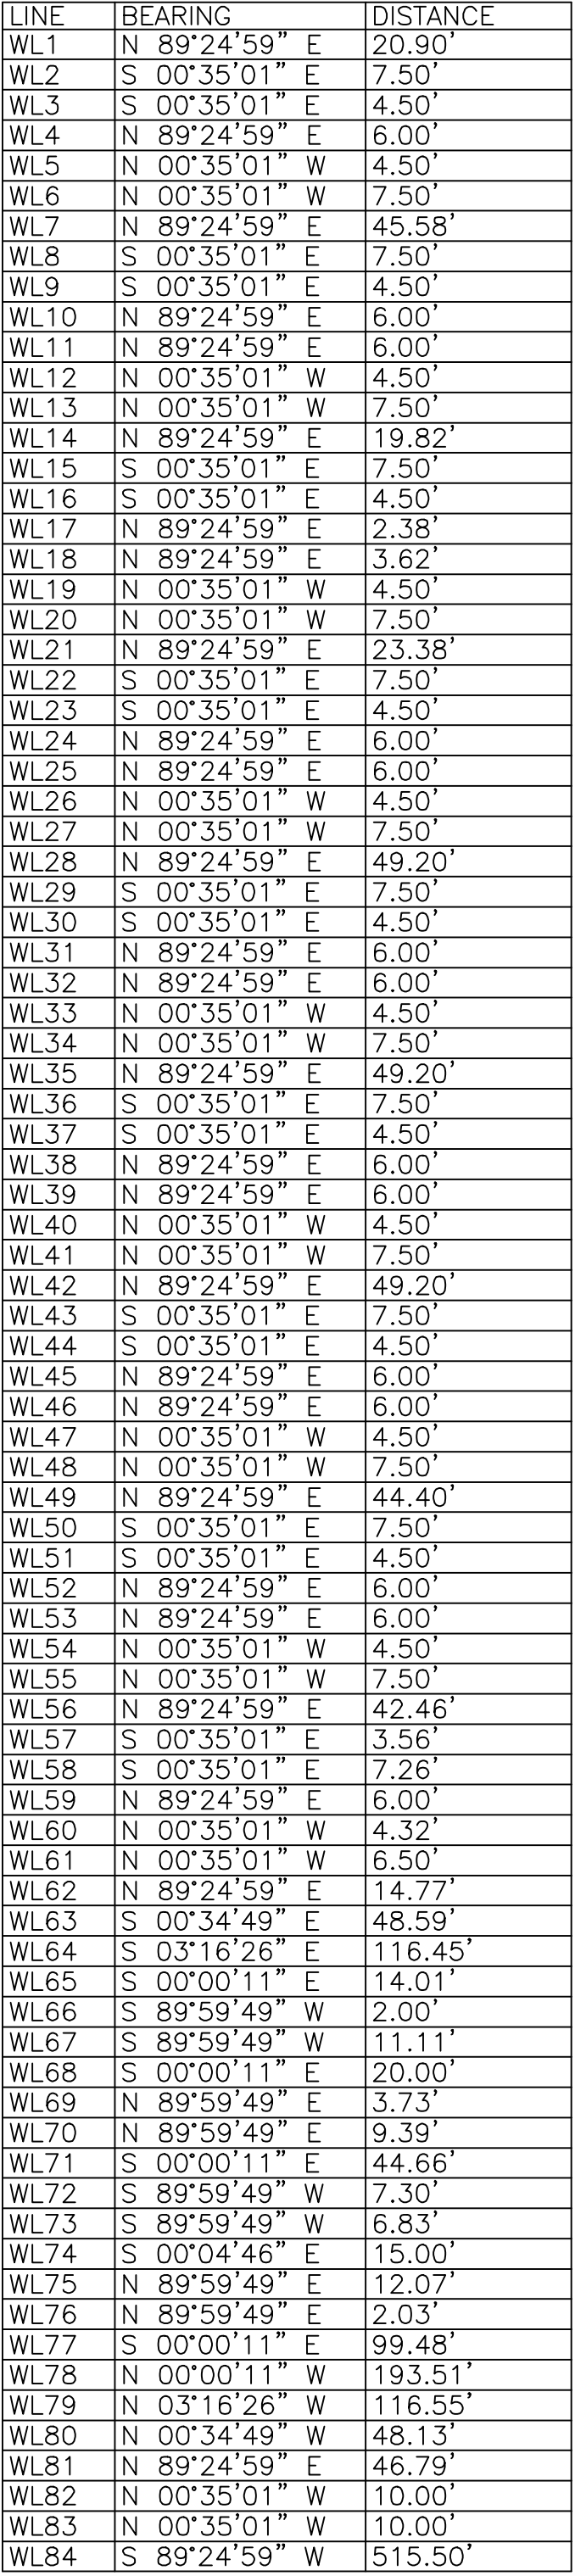 LINE BEARING DISTANCE
WL1 N 89°24'59" E 20.90'
WL2 S 00°35'01" E 7.50'
WL3 S 00°35'01" E 4.50'
WL4 N 89°24'59" E 6.00'
WL5 N 00°35'01" W 4.50'
WL6 N 00°35'01" W 7.50'
WL7 N 89°24'59" E 45.58'
WL8 S 00°35'01" E 7.50'
WL9 S 00°35'01" E 4.50'
WL10 N 89°24'59" E 6.00'
WL11 N 89°24'59" E 6.00'
WL12 N 00°35'01" W 4.50'
WL13 N 00°35'01" W 7.50'
WL14 N 89°24'59" E 19.82'
WL15 S 00°35'01" E 7.50'
WL16 S 00°35'01" E 4.50'
WL17 N 89°24'59" E 2.38'
WL18 N 89°24'59" E 3.62'
WL19 N 00°35'01" W 4.50'
WL20 N 00°35'01" W 7.50'
WL21 N 89°24'59" E 23.38'
WL22 S 00°35'01" E 7.50'
WL23 S 00°35'01" E 4.50'
WL24 N 89°24'59" E 6.00'
WL25 N 89°24'59" E 6.00'
WL26 N 00°35'01" W 4.50'
WL27 N 00°35'01" W 7.50'
WL28 N 89°24'59" E 49.20'
WL29 S 00°35'01" E 7.50'
WL30 S 00°35'01" E 4.50'
WL31 N 89°24'59" E 6.00'
WL32 N 89°24'59" E 6.00'
WL33 N 00°35'01" W 4.50'
WL34 N 00°35'01" W 7.50'
WL35 N 89°24'59" E 49.20'
WL36 S 00°35'01" E 7.50'
WL37 S 00°35'01" E 4.50'
WL38 N 89°24'59" E 6.00'
WL39 N 89°24'59" E 6.00'
WL40 N 00°35'01" W 4.50'
WL41 N 00°35'01" W 7.50'
WL42 N 89°24'59" E 49.20'
WL43 S 00°35'01" E 7.50'
WL44 S 00°35'01" E 4.50'
WL45 N 89°24'59" E 6.00'
WL46 N 89°24'59" E 6.00'
WL47 N 00°35'01" W 4.50'
WL48 N 00°35'01" W 7.50'
WL49 N 89°24'59" E 44.40'
WL50 S 00°35'01" E 7.50'
WL51 S 00°35'01" E 4.50'
WL52 N 89°24'59" E 6.00'
WL53 N 89°24'59" E 6.00'
WL54 N 00°35'01" W 4.50'
WL55 N 00°35'01" W 7.50'
WL56 N 89°24'59" E 42.46'
WL57 S 00°35'01" E 3.56'
WL58 S 00°35'01" E 7.26'
WL59 N 89°24'59" E 6.00'
WL60 N 00°35'01" W 4.32'
WL61 N 00°35'01" W 6.50'
WL62 N 89°24'59" E 14.77'
WL63 S 00°34'49" E 48.59'
WL64 S 03°16'26" E 116.45'
WL65 S 00°00'11" E 14.01'
WL66 S 89°59'49" W 2.00'
WL67 S 89°59'49" W 11.11'
WL68 S 00°00'11" E 20.00'
WL69 N 89°59'49" E 3.73'
WL70 N 89°59'49" E 9.39'
WL71 S 00°00'11" E 44.66'
WL72 S 89°59'49" W 7.30'
WL73 S 89°59'49" W 6.83'
WL74 S 00°04'46" E 15.00'
WL75 N 89°59'49" E 12.07'
WL76 N 89°59'49" E 2.03'
WL77 S 00°00'11" E 99.48'
WL78 N 00°00'11" W 193.51'
WL79 N 03°16'26" W 116.55'
WL80 N 00°34'49" W 48.13'
WL81 N 89°24'59" E 46.79'
WL82 N 00°35'01" W 10.00'
WL83 N 00°35'01" W 10.00'
WL84 S 89°24'59" W 515.50'